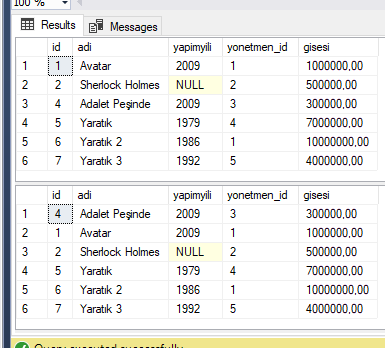 100 %
Results Messages
id adi yapimyili yonetmen_id gisesi
1 1 Avatar 2009 1 1000000,00
2 2 Sherlock Holmes NULL 2 500000,00
3 4 Adalet Peşinde 2009 3 300000,00
4 5 Yaratık 1979 4 7000000,00
5 6 Yaratık 2 1986 1 10000000,00
6 7 Yaratık 3 1992 5 4000000,00
id adi yapimyili yonetmen_id gisesi
1 4 Adalet Peşinde 2009 3 300000,00
2 1 Avatar 2009 1 1000000,00
3 2 Sherlock Holmes NULL 2 500000,00
4 5 Yaratık 1979 4 7000000,00
5 6 Yaratık 2 1986 1 10000000,00
6 7 Yaratık 3 1992 5 4000000,00
Query executed successfully